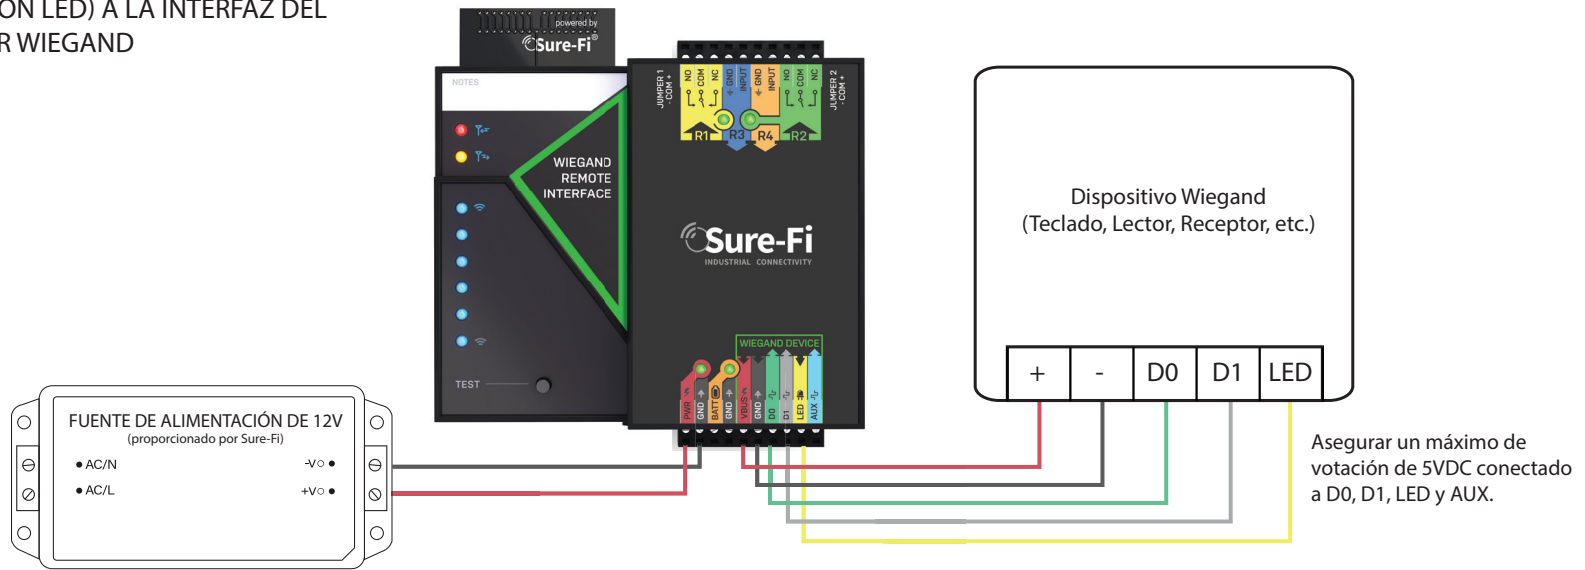 ON LED) A LA INTERFAZ DEL
R WIEGAND
powered by
Sure-Fi®
NOTES
WIEGAND
REMOTE
INTERFACE
TEST
JUMPER 1
- COM +
NO
COM
NC
GND
INPUT
GND
INPUT
NO
COM
NC
JUMPER 2
- COM +
R1
R3
R4
R2
Sure-Fi
INDUSTRIAL CONNECTIVITY
WIEGAND DEVICE
PWR
GND
BATT
GND
VBUS
GND
D0
D1
LED
AUX
Dispositivo Wiegand
(Teclado, Lector, Receptor, etc.)
+ - D0 D1 LED
FUENTE DE ALIMENTACIÓN DE 12V
(proporcionado por Sure-Fi)
AC/N -V
AC/L +V
Asegurar un máximo de
votación de 5VDC conectado
a D0, D1, LED y AUX.